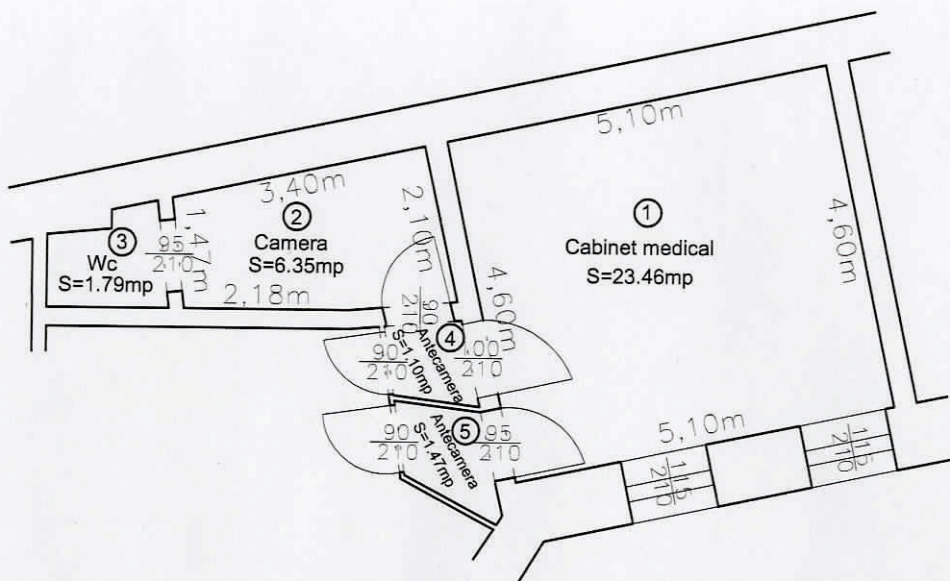 5,10m
1
Cabinet medical
S=23.46mp
4,60m
4,60m
5,10m
3,40m
2
Camera
S=6.35mp
2,10m
1,47m
2,18m
3
Wc
S=1.79mp
95
210
90
210
4
Antecamera
S=1.10mp
90
210
100
210
5
Antecamera
S=1.47mp
90
210
95
210
115
210
115
210